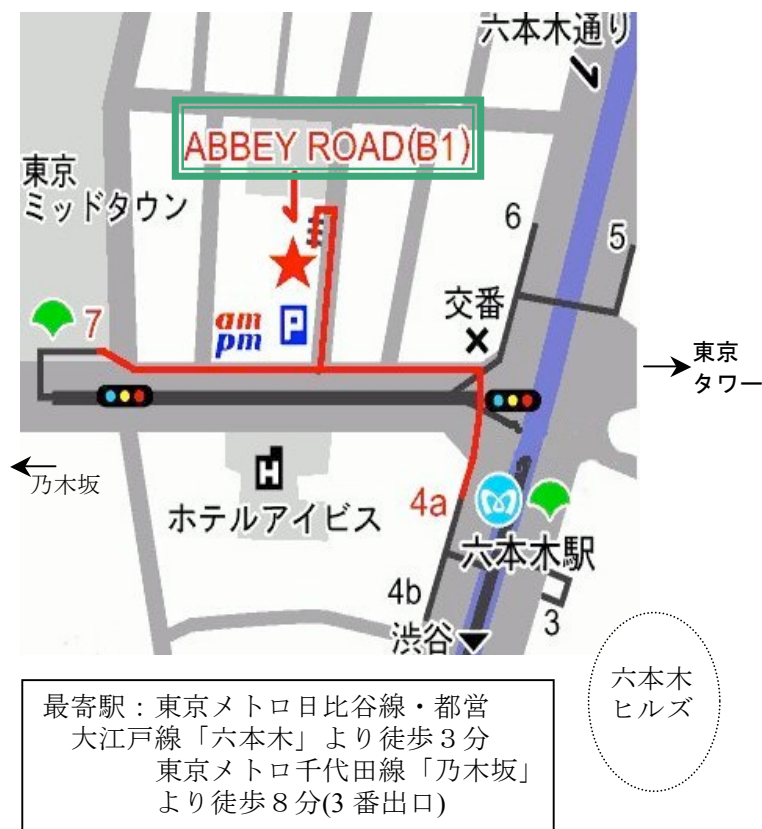 六本木通り
ABBEY ROAD(B1)
東京
ミッドタウン
6
5
交番
7
am
pm
P
東京
タワー
乃木坂
H
ホテルアイビス
4a
六本木駅
4b
3
渋谷
六本木
ヒルズ
最寄駅：東京メトロ日比谷線・都営
大江戸線「六本木」より徒歩３分
東京メトロ千代田線「乃木坂」
より徒歩８分(3 番出口)